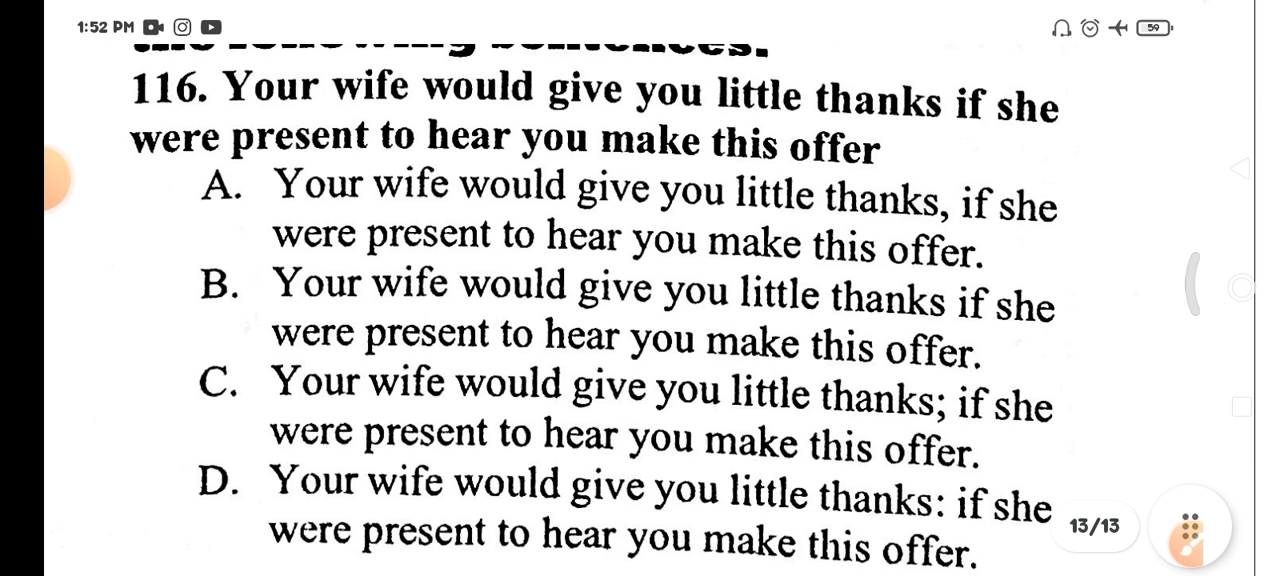 1:52 PM
59
116. Your wife would give you little thanks if she
were present to hear you make this offer
A. Your wife would give you little thanks, if she
were present to hear you make this offer.
B. Your wife would give you little thanks if she
were present to hear you make this offer.
C. Your wife would give you little thanks; if she
were present to hear you make this offer.
D. Your wife would give you little thanks: if she
were present to hear you make this offer.
13/13